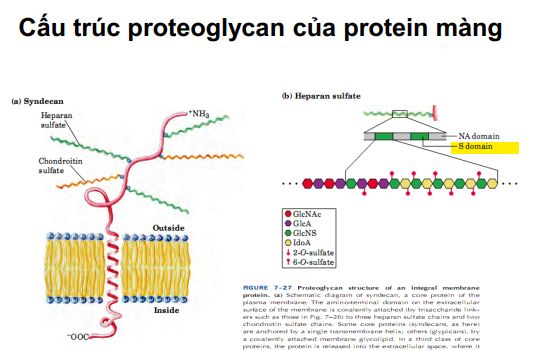 Cấu trúc proteoglycan của protein màng
(a) Syndecan
Heparan
sulfate
⁺NH₃
Chondroitin
sulfate
Outside
Inside
⁻OOC
(b) Heparan sulfate
NA domain
S domain
GlcNAc
GlcA
GlcNS
IdoA
2-O-sulfate
6-O-sulfate
FIGURE 7–27 Proteoglycan structure of an integral membrane
protein. (a) Schematic diagram of syndecan, a core protein of the
plasma membrane. The amino-terminal domain on the extracellular
surface of the membrane is covalently attached (by trisaccharide link-
ers such as those in Fig. 7–26) to three heparan sulfate chains and two
chondroitin sulfate chains. Some core proteins (syndecans, as here)
are anchored by a single transmembrane helix; others (glypicans), by
a covalently attached membrane glycolipid. In a third class of core
proteins, the protein is released into the extracellular space, where it